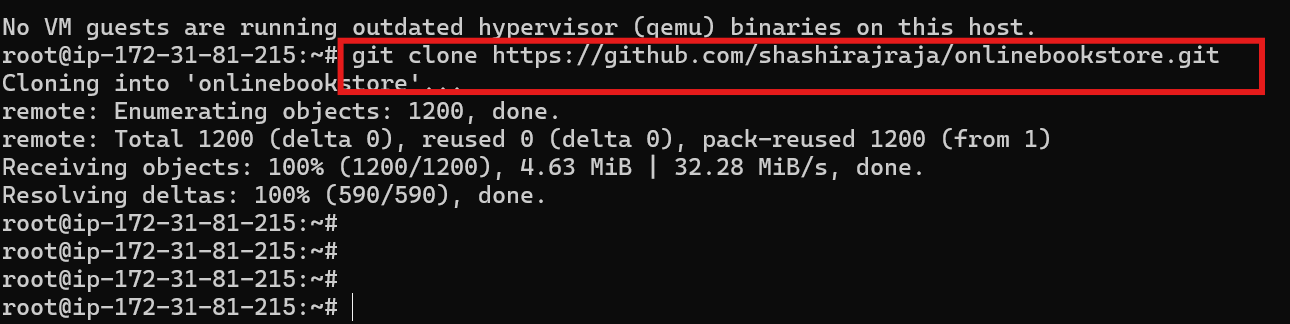 No VM guests are running outdated hypervisor (qemu) binaries on this host.
root@ip-172-31-81-215:~# git clone https://github.com/shashirajraja/onlinebookstore.git
Cloning into 'onlinebookstore'...
remote: Enumerating objects: 1200, done.
remote: Total 1200 (delta 0), reused 0 (delta 0), pack-reused 1200 (from 1)
Receiving objects: 100% (1200/1200), 4.63 MiB | 32.28 MiB/s, done.
Resolving deltas: 100% (590/590), done.
root@ip-172-31-81-215:~#
root@ip-172-31-81-215:~#
root@ip-172-31-81-215:~#
root@ip-172-31-81-215:~#